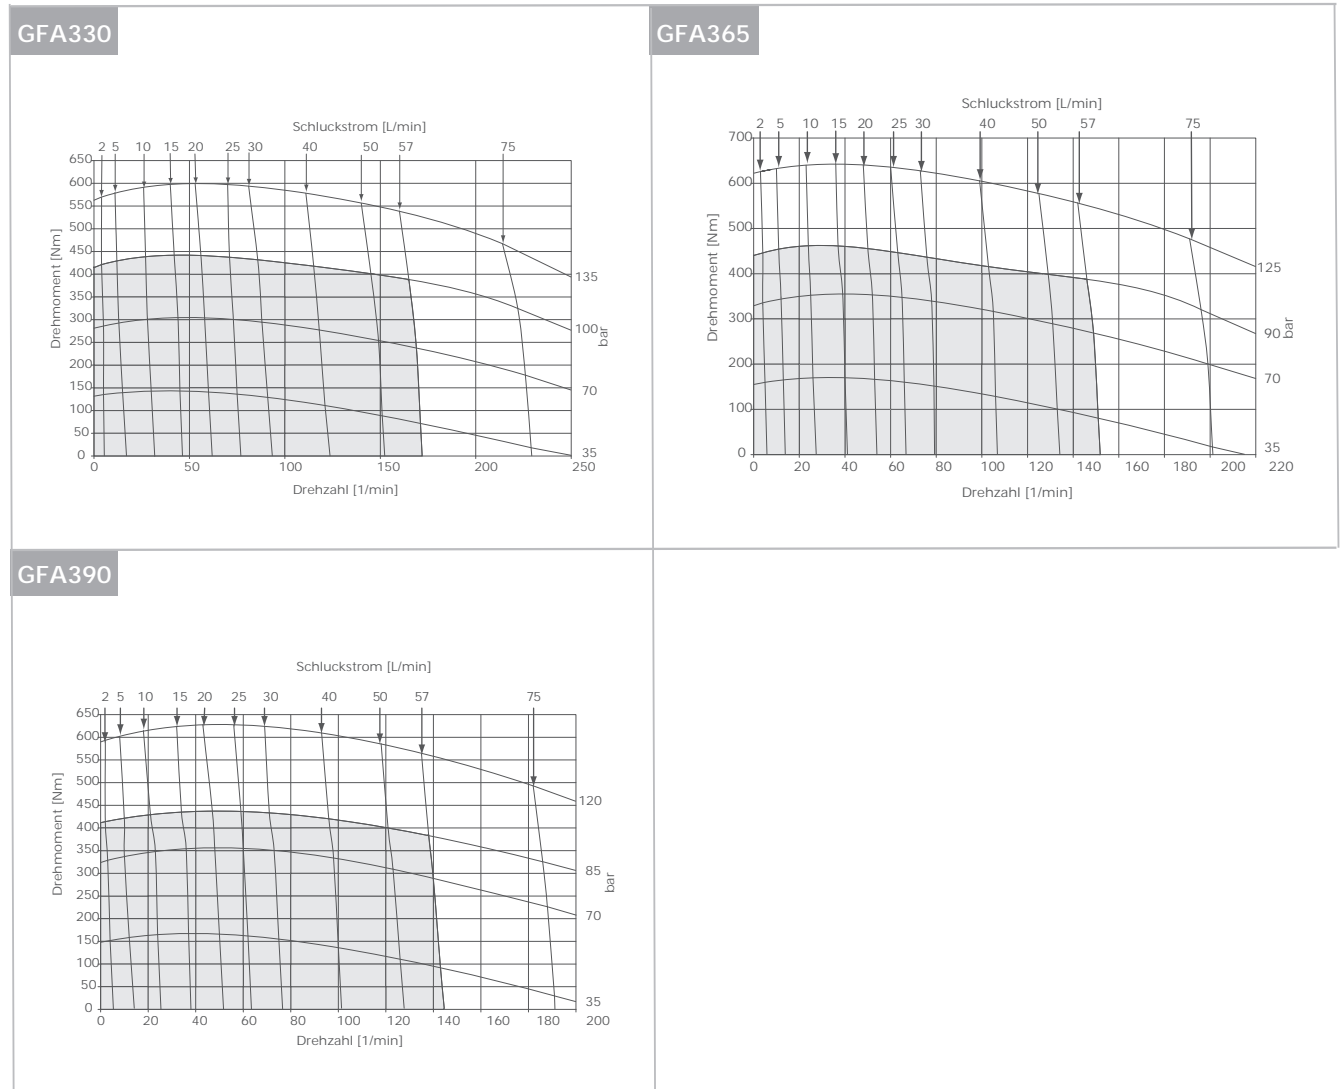 GFA330
Schluckstrom [L/min]
2 5 10 15 20 25 30 40 50 57 75
650
600
550
500
450
400
350
300
250
200
150
100
50
0
Drehmoment [Nm]
135
100
70
35
bar
0 50 100 150 200 250
Drehzahl [1/min]
GFA365
Schluckstrom [L/min]
2 5 10 15 20 25 30 40 50 57 75
700
600
500
400
300
200
100
0
Drehmoment [Nm]
125
90
70
35
bar
0 20 40 60 80 100 120 140 160 180 200 220
Drehzahl [1/min]
GFA390
Schluckstrom [L/min]
2 5 10 15 20 25 30 40 50 57 75
650
600
550
500
450
400
350
300
250
200
150
100
50
0
Drehmoment [Nm]
120
85
70
35
bar
0 20 40 60 80 100 120 140 160 180 200
Drehzahl [1/min]